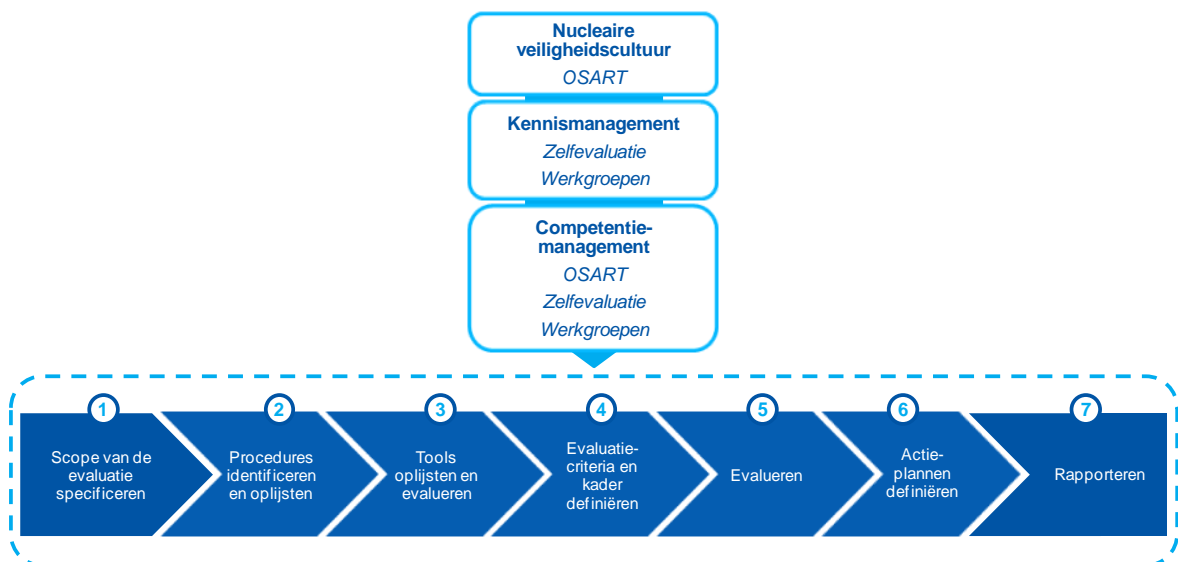 Nucleaire
veiligheidscultuur
OSART
Kennismanagement
Zelfevaluatie
Werkgroepen
Competentie-
management
OSART
Zelfevaluatie
Werkgroepen
1
Scope van de
evaluatie
specificeren
2
Procedures
identificeren
en oplijsten
3
Tools
oplijsten en
evalueren
4
Evaluatie-
criteria en
kader
definiëren
5
Evalueren
6
Actie-
plannen
definiëren
7
Rapporteren